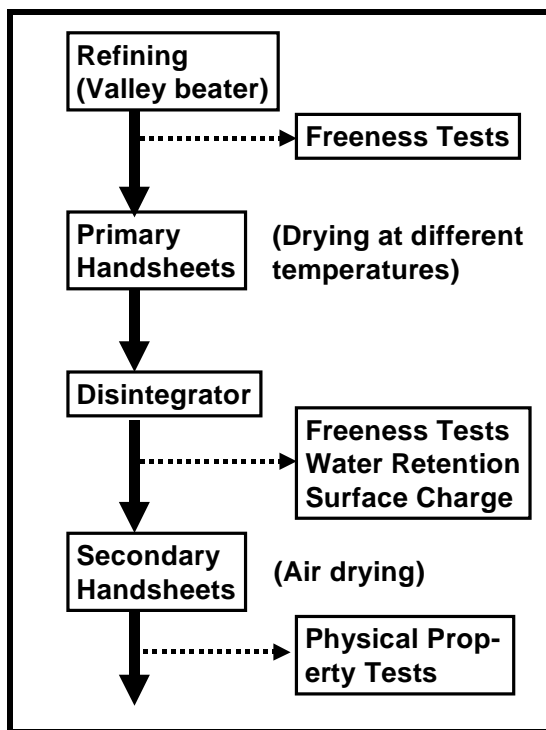 Refining
(Valley beater)
Freeness Tests
Primary
Handsheets
(Drying at different
temperatures)
Disintegrator
Freeness Tests
Water Retention
Surface Charge
Secondary
Handsheets
(Air drying)
Physical Prop-
erty Tests